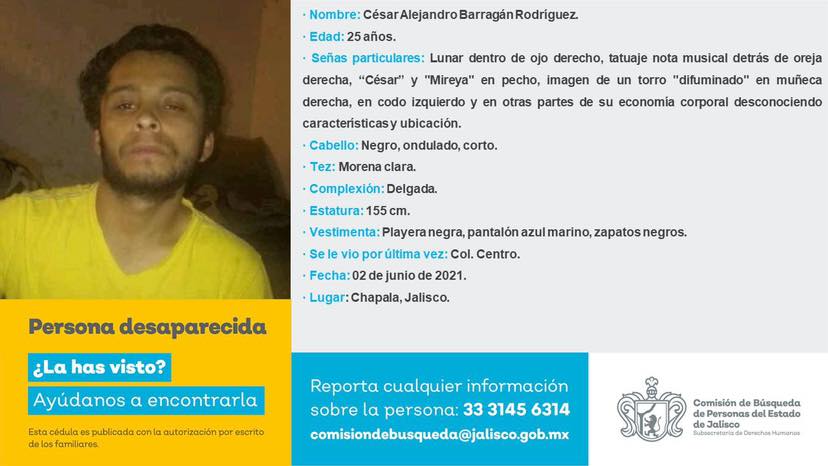 · Nombre: César Alejandro Barragán Rodríguez.
· Edad: 25 años.
· Señas particulares: Lunar dentro de ojo derecho, tatuaje nota musical detrás de oreja
derecha, “César” y "Mireya" en pecho, imagen de un torro "difuminado" en muñeca
derecha, en codo izquierdo y en otras partes de su economía corporal desconociendo
características y ubicación.
· Cabello: Negro, ondulado, corto.
· Tez: Morena clara.
· Complexión: Delgada.
· Estatura: 155 cm.
· Vestimenta: Playera negra, pantalón azul marino, zapatos negros.
· Se le vio por última vez: Col. Centro.
· Fecha: 02 de junio de 2021.
· Lugar: Chapala, Jalisco.
Persona desaparecida
¿La has visto?
Ayúdanos a encontrarla
Esta cédula es publicada con la autorización por escrito
de los familiares.
Reporta cualquier información
sobre la persona: 33 3145 6314
comisiondebusqueda@jalisco.gob.mx
Comisión de Búsqueda
de Personas del Estado
de Jalisco
Subsecretaría de Derechos Humanos